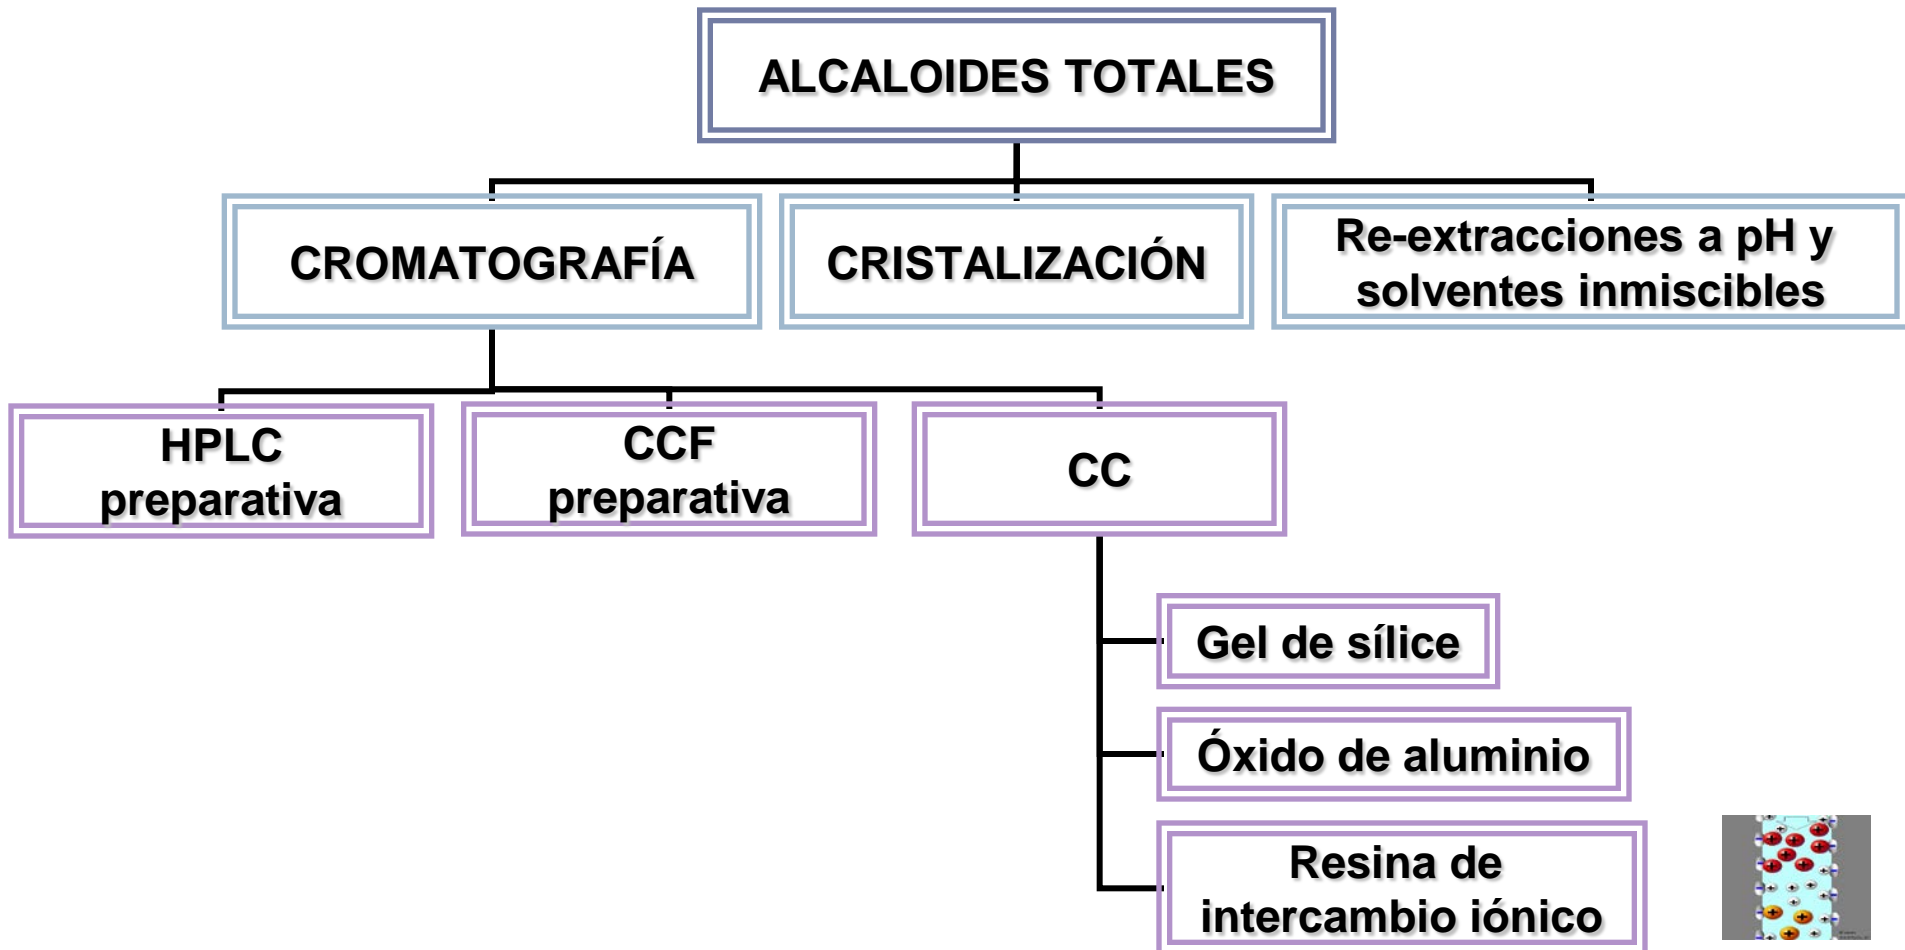 ALCALOIDES TOTALES
CROMATOGRAFÍA
CRISTALIZACIÓN
Re-extracciones a pH y
solventes inmiscibles
HPLC
preparativa
CCF
preparativa
CC
Gel de sílice
Óxido de aluminio
Resina de
intercambio iónico